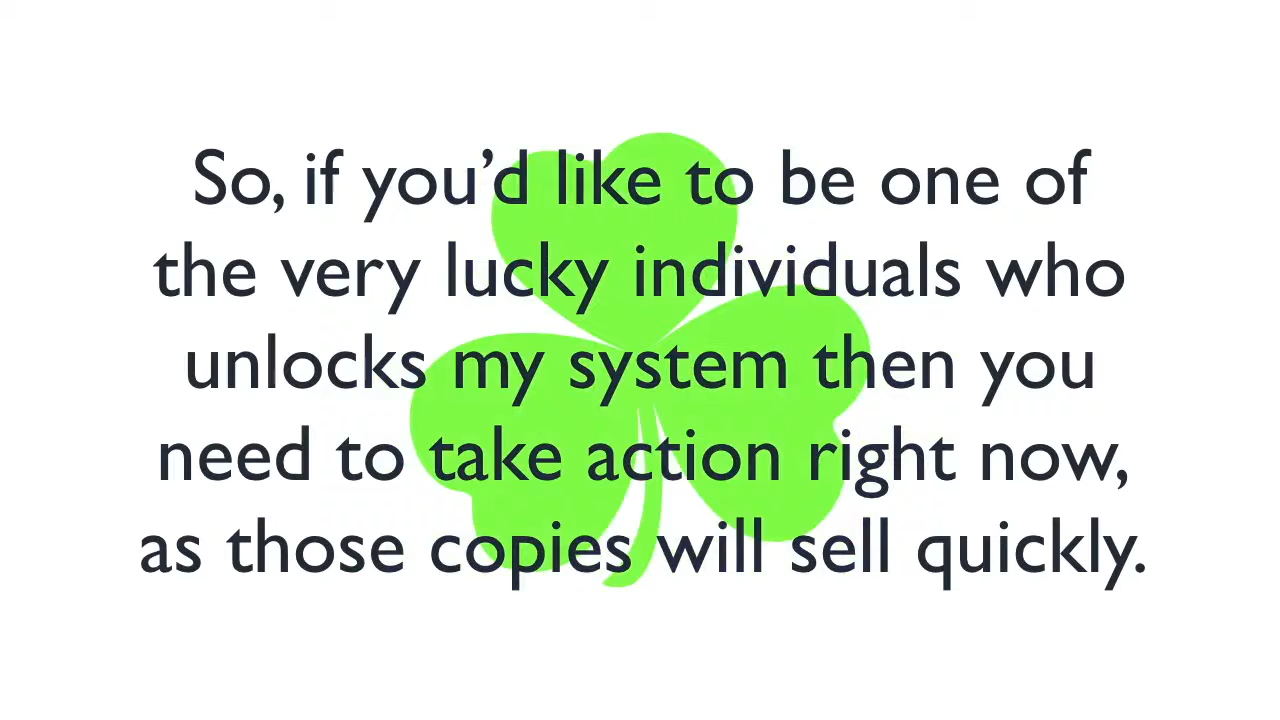 So, if you’d like to be one of
the very lucky individuals who
unlocks my system then you
need to take action right now,
as those copies will sell quickly.